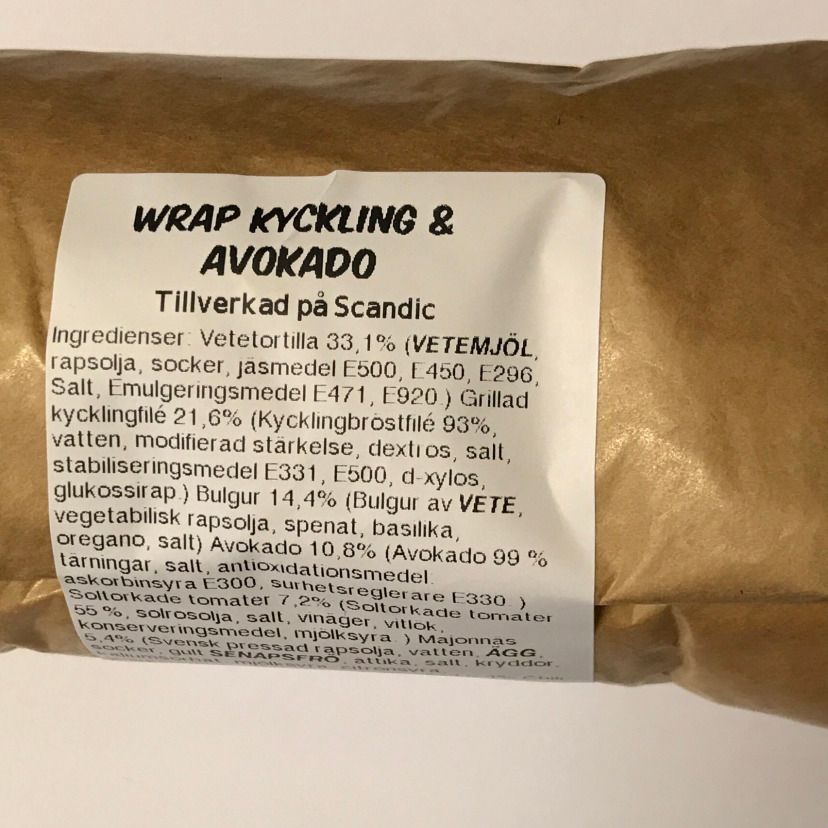 WRAP KYCKLING &
AVOKADO
Tillverkad på Scandic
Ingredienser: Vetetortilla 33,1% (VETEMJÖL,
rapsolja, socker, jäsmedel E500, E450, E296,
Salt, Emulgeringsmedel E471, E920.) Grillad
kycklingfilé 21,6% (Kycklingbröstfilé 93%,
vatten, modifierad stärkelse, dextros, salt,
stabiliseringsmedel E331, E500, d-xylos,
glukossirap.) Bulgur 14,4% (Bulgur av VETE,
vegetabilisk rapsolja, spenat, basilika,
oregano, salt) Avokado 10,8% (Avokado 99 %
tärningar, salt, antioxidationsmedel.
askorbinsyra E300, surhetsreglerare E330.)
Soltorkade tomater 7,2% (Soltorkade tomater
55 %, solrosolja, salt, vinäger, vitlök,
konserveringsmedel, mjölksyra.) Majonnäs
5,4% (Svensk pressad rapsolja, vatten, ÄGG,
socker, gult SENAPSFRÖ, ättika, salt, kryddor,
kaliumsorbat, mjölksyra, citronsyra,